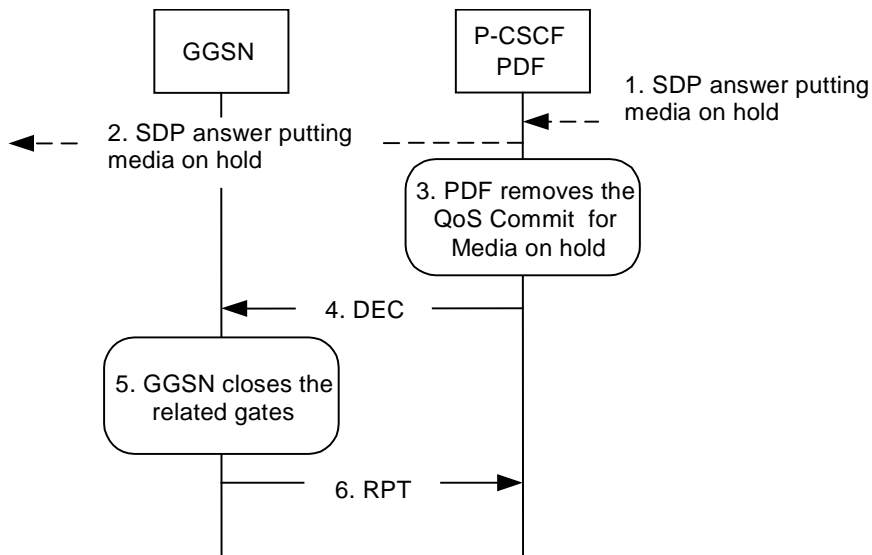 GGSN
P-CSCF
PDF
1. SDP answer putting
media on hold
2. SDP answer putting
media on hold
3. PDF removes the
QoS Commit for
Media on hold
4. DEC
5. GGSN closes the
related gates
6. RPT